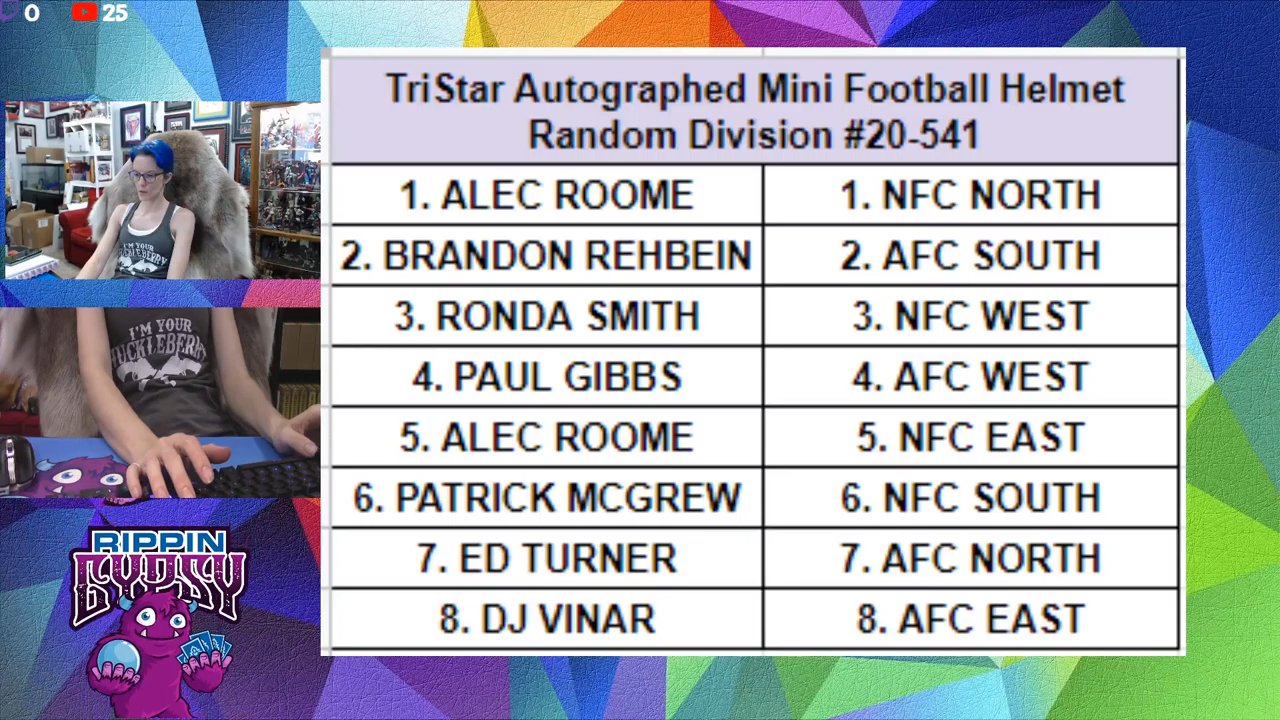 0 25
TriStar Autographed Mini Football Helmet
Random Division #20-541
1. ALEC ROOME 1. NFC NORTH
2. BRANDON REHBEIN 2. AFC SOUTH
3. RONDA SMITH 3. NFC WEST
4. PAUL GIBBS 4. AFC WEST
5. ALEC ROOME 5. NFC EAST
6. PATRICK MCGREW 6. NFC SOUTH
7. ED TURNER 7. AFC NORTH
8. DJ VINAR 8. AFC EAST
I'M YOUR
HUCKLEBERRY
I'M YOUR
HUCKLEBERRY
RIPPIN
GYPSY